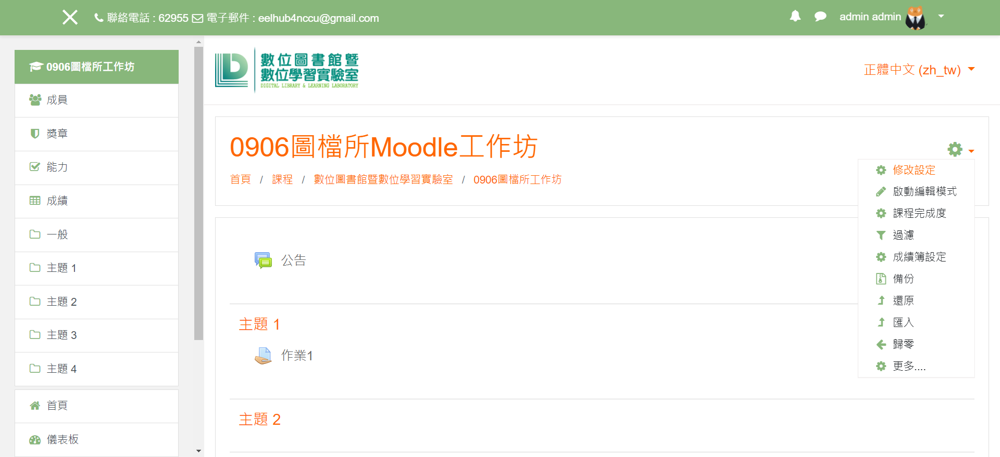 聯絡電話 : 62955 電子郵件 : eelhub4nccu@gmail.com
admin admin
0906圖檔所工作坊
成員
獎章
能力
成績
一般
主題 1
主題 2
主題 3
主題 4
首頁
儀表板
數位圖書館暨
數位學習實驗室
DIGITAL LIBRARY & LEARNING LABORATORY
正體中文 (zh_tw)
0906圖檔所Moodle工作坊
首頁 / 課程 / 數位圖書館暨數位學習實驗室 / 0906圖檔所工作坊
修改設定
啟動編輯模式
課程完成度
過濾
成績簿設定
備份
還原
匯入
歸零
更多....
公告
主題 1
作業1
主題 2